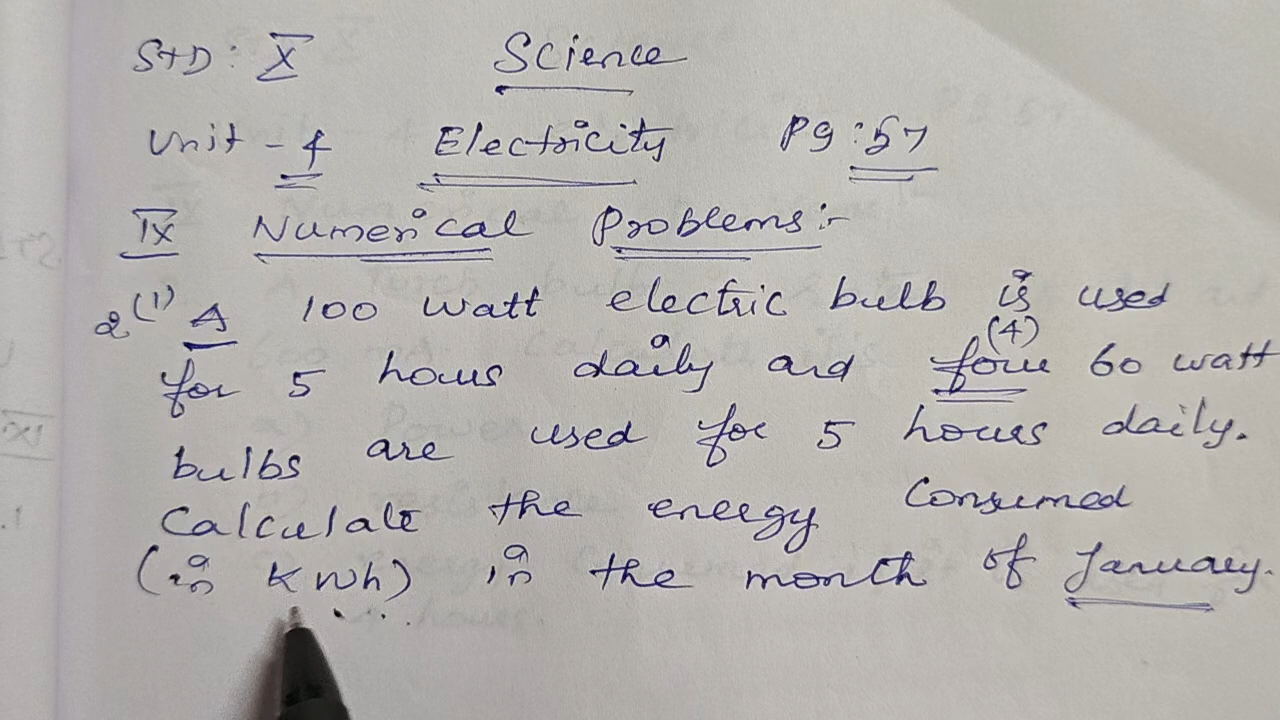 STD: X Science
Unit - 4 Electricity Pg: 57
IX Numerical Problems:-
2 (1) A 100 watt electric bulb is used
for 5 hours daily and four (4) 60 watt
bulbs are used for 5 hours daily.
Calculate the energy Consumed
(in KWh) in the month of January.